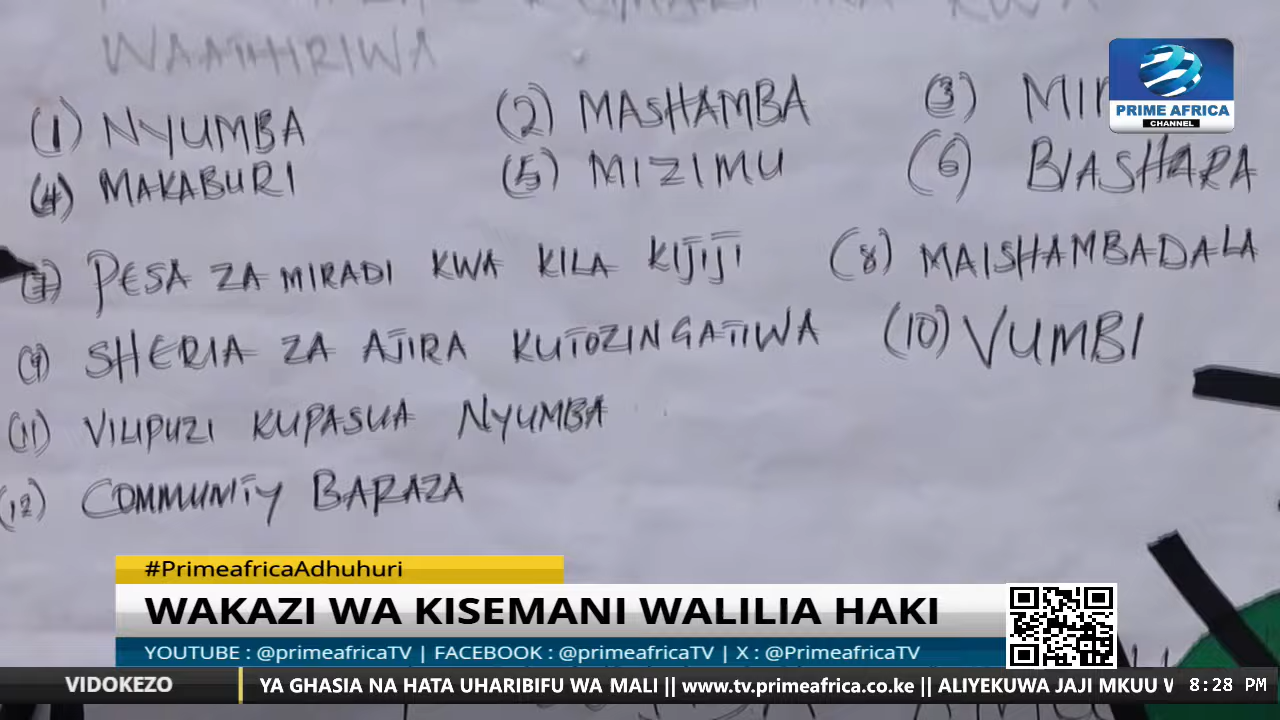 WAATHIRIWA
(1) NYUMBA (2) MASHAMBA (3)
(4) MAKABURI (5) MIZIMU (6) BIASHARA
(7) PESA ZA MIRADI KWA KILA KIJIJI (8) MAISHAMBADALA
(9) SHERIA ZA AJIRA KUTOZINGATIWA (10) VUMBI
(11) VILIPUZI KUPASUA NYUMBA
(12) COMMUNITY BARAZA
PRIME AFRICA
CHANNEL
#PrimeafricaAdhuhuri
WAKAZI WA KISEMANI WALILIA HAKI
YOUTUBE : @primeafricaTV | FACEBOOK : @primeafricaTV | X : @PrimeafricaTV
VIDOKEZO YA GHASIA NA HATA UHARIBIFU WA MALI || www.tv.primeafrica.co.ke || ALIYEKUWA JAJI MKUU 8:28 PM